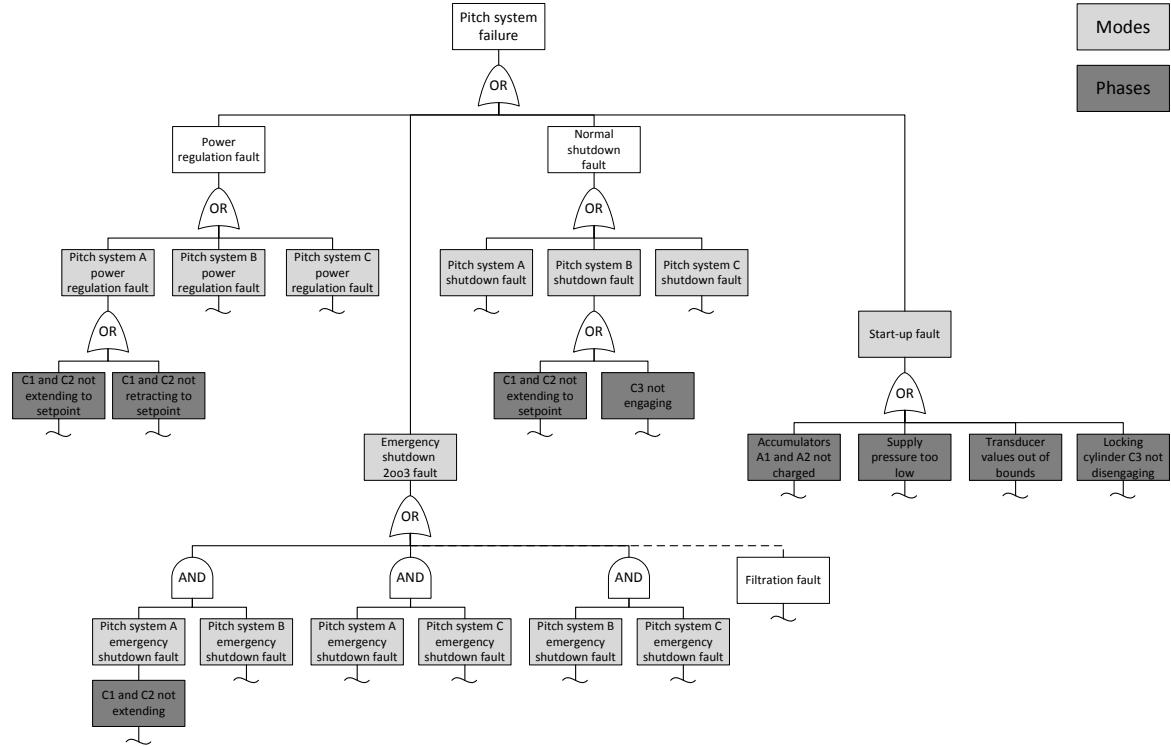 Pitch system
failure
Modes
Phases
OR
Power
regulation fault
Normal
shutdown
fault
OR
OR
Pitch system A
power
regulation fault
Pitch system B
power
regulation fault
Pitch system C
power
regulation fault
Pitch system A
shutdown fault
Pitch system B
shutdown fault
Pitch system C
shutdown fault
Start-up fault
OR
OR
OR
C1 and C2 not
extending to
setpoint
C1 and C2 not
retracting to
setpoint
C1 and C2 not
extending to
setpoint
C3 not
engaging
Emergency
shutdown
2oo3 fault
Accumulators
A1 and A2 not
charged
Supply
pressure too
low
Transducer
values out of
bounds
Locking
cylinder C3 not
disengaging
OR
AND
AND
AND
Filtration fault
Pitch system A
emergency
shutdown fault
Pitch system B
emergency
shutdown fault
Pitch system A
emergency
shutdown fault
Pitch system C
emergency
shutdown fault
Pitch system B
emergency
shutdown fault
Pitch system C
emergency
shutdown fault
C1 and C2 not
extending